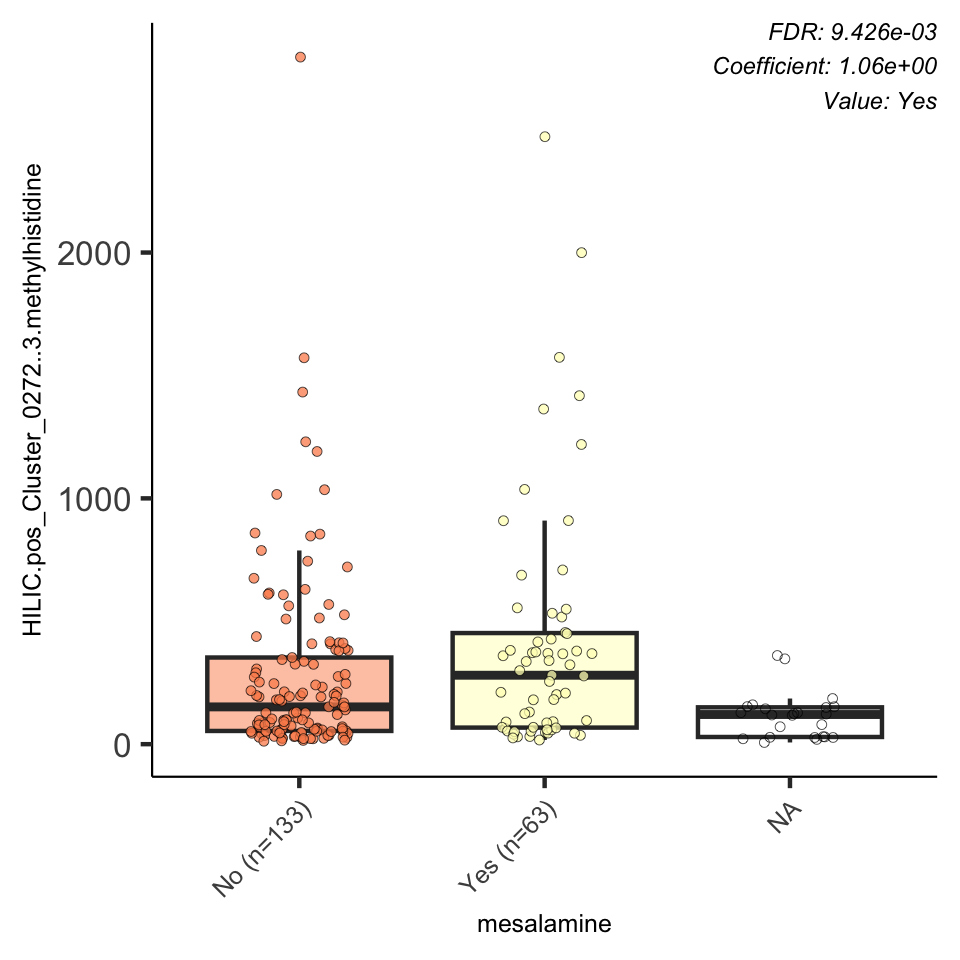 FDR: 9.426e-03
Coefficient: 1.06e+00
Value: Yes
HILIC.pos_Cluster_0272..3.methylhistidine
2000
1000
0
No (n=133)
Yes (n=63)
NA
mesalamine